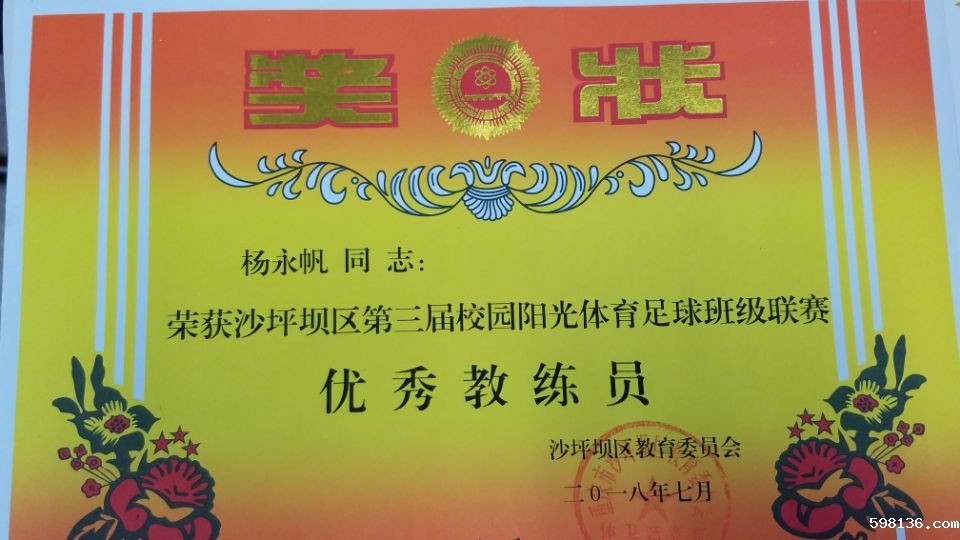 奖状
杨永帆 同 志：
荣获沙坪坝区第三届校园阳光体育足球班级联赛
优 秀 教 练 员
沙坪坝区教育委员会
二0一八年七月
598136.com